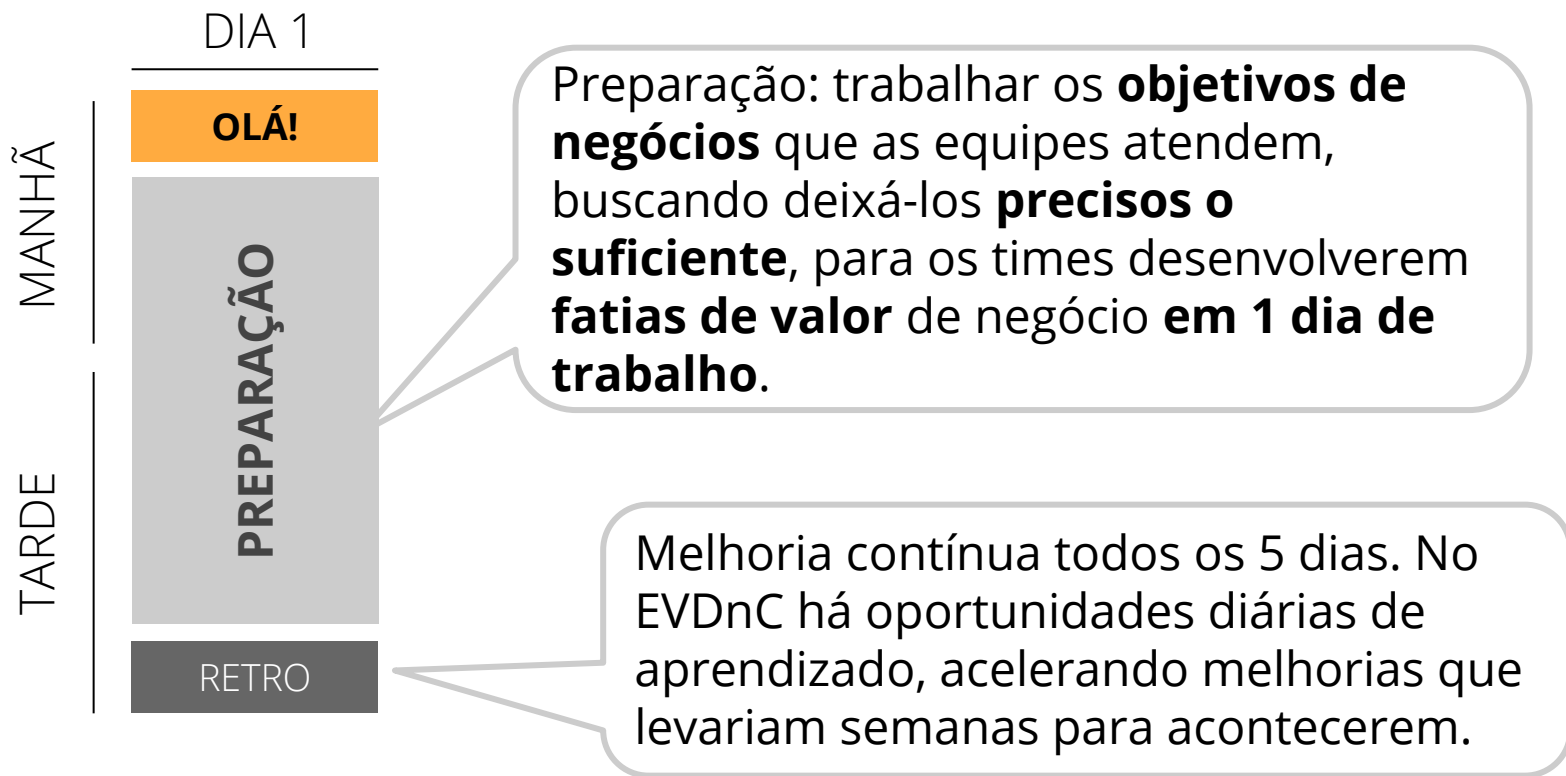 DIA 1
MANHÃ
OLÁ!
PREPARAÇÃO
Preparação: trabalhar os objetivos de
negócios que as equipes atendem,
buscando deixá-los precisos o
suficiente, para os times desenvolverem
fatias de valor de negócio em 1 dia de
trabalho.
TARDE
RETRO
Melhoria contínua todos os 5 dias. No
EVDnC há oportunidades diárias de
aprendizado, acelerando melhorias que
levariam semanas para acontecerem.